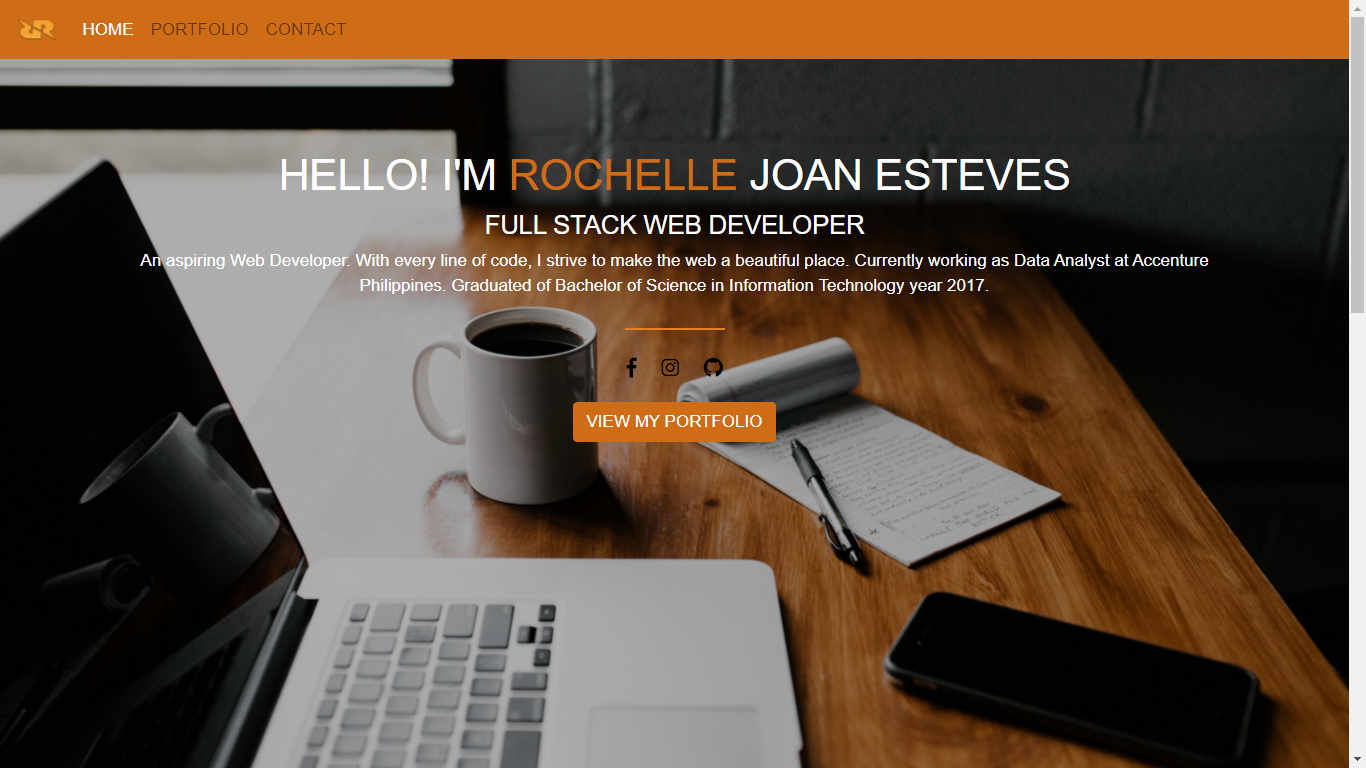 HOME PORTFOLIO CONTACT
HELLO! I'M ROCHELLE JOAN ESTEVES
FULL STACK WEB DEVELOPER
An aspiring Web Developer. With every line of code, I strive to make the web a beautiful place. Currently working as Data Analyst at Accenture
Philippines. Graduated of Bachelor of Science in Information Technology year 2017.
VIEW MY PORTFOLIO